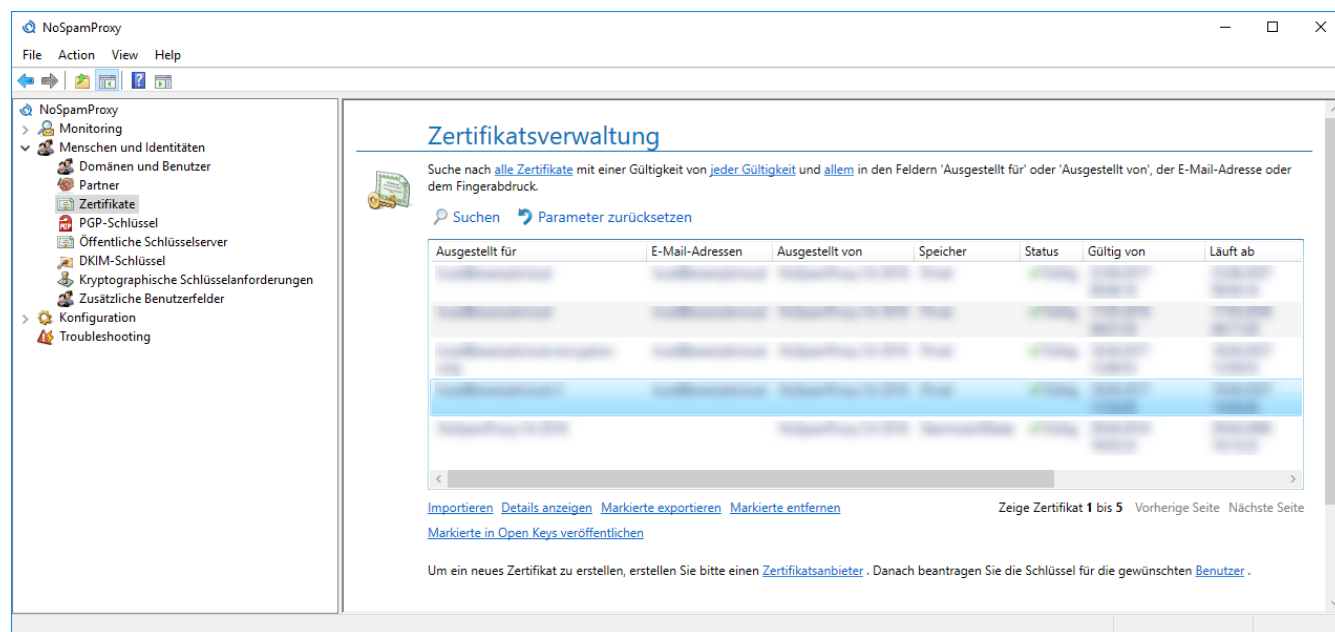 NoSpamProxy
File Action View Help
NoSpamProxy
Monitoring
Menschen und Identitäten
Domänen und Benutzer
Partner
Zertifikate
PGP-Schlüssel
Öffentliche Schlüsselserver
DKIM-Schlüssel
Kryptographische Schlüsselanforderungen
Zusätzliche Benutzerfelder
Konfiguration
Troubleshooting
Zertifikatsverwaltung
Suche nach alle Zertifikate mit einer Gültigkeit von jeder Gültigkeit und allem in den Feldern 'Ausgestellt für' oder 'Ausgestellt von', der E-Mail-Adresse oder
dem Fingerabdruck.
Suchen Parameter zurücksetzen
Ausgestellt für E-Mail-Adressen Ausgestellt von Speicher Status Gültig von Läuft ab
Importieren Details anzeigen Markierte exportieren Markierte entfernen Zeige Zertifikat 1 bis 5 Vorherige Seite Nächste Seite
Markierte in Open Keys veröffentlichen
Um ein neues Zertifikat zu erstellen, erstellen Sie bitte einen Zertifikatsanbieter . Danach beantragen Sie die Schlüssel für die gewünschten Benutzer .